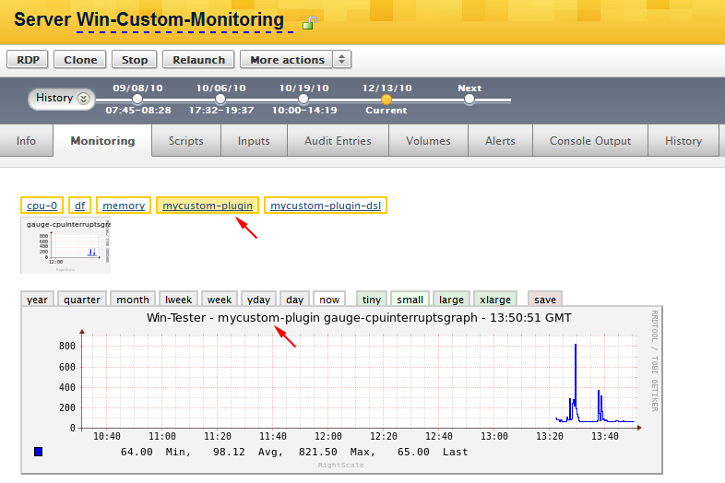 Server Win-Custom-Monitoring
RDP Clone Stop Relaunch More actions
History
09/08/10 10/06/10 10/19/10 12/13/10 Next
07:45-08:28 17:32-19:37 10:00-14:19 Current
Info Monitoring Scripts Inputs Audit Entries Volumes Alerts Console Output History
cpu-0 df memory mycustom-plugin mycustom-plugin-dsl
gauge-cpuinterruptsgra
800
600
400
200
0
12:00
RightScale
year quarter month lweek week yday day now tiny small large xlarge save
Win-Tester - mycustom-plugin gauge-cpuinterruptsgraph - 13:50:51 GMT
RRDTOOL / TOBI OETIKER
800
600
400
200
0
10:40 11:00 11:20 11:40 12:00 12:20 12:40 13:00 13:20 13:40
64.00 Min, 98.12 Avg, 821.50 Max, 65.00 Last
RightScale